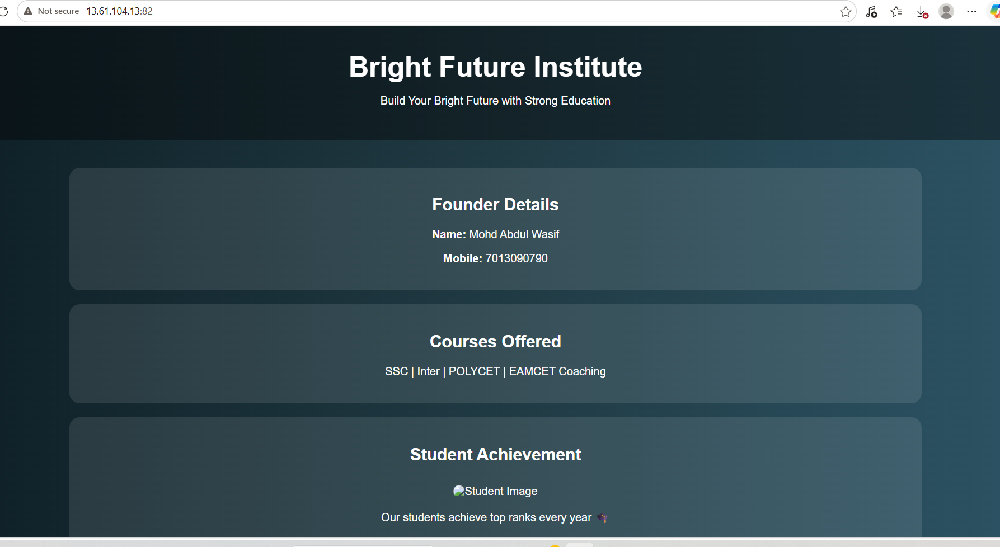 Not secure 13.61.104.13:82
Bright Future Institute
Build Your Bright Future with Strong Education
Founder Details
Name: Mohd Abdul Wasif
Mobile: 7013090790
Courses Offered
SSC | Inter | POLYCET | EAMCET Coaching
Student Achievement
Student Image
Our students achieve top ranks every year 🎓